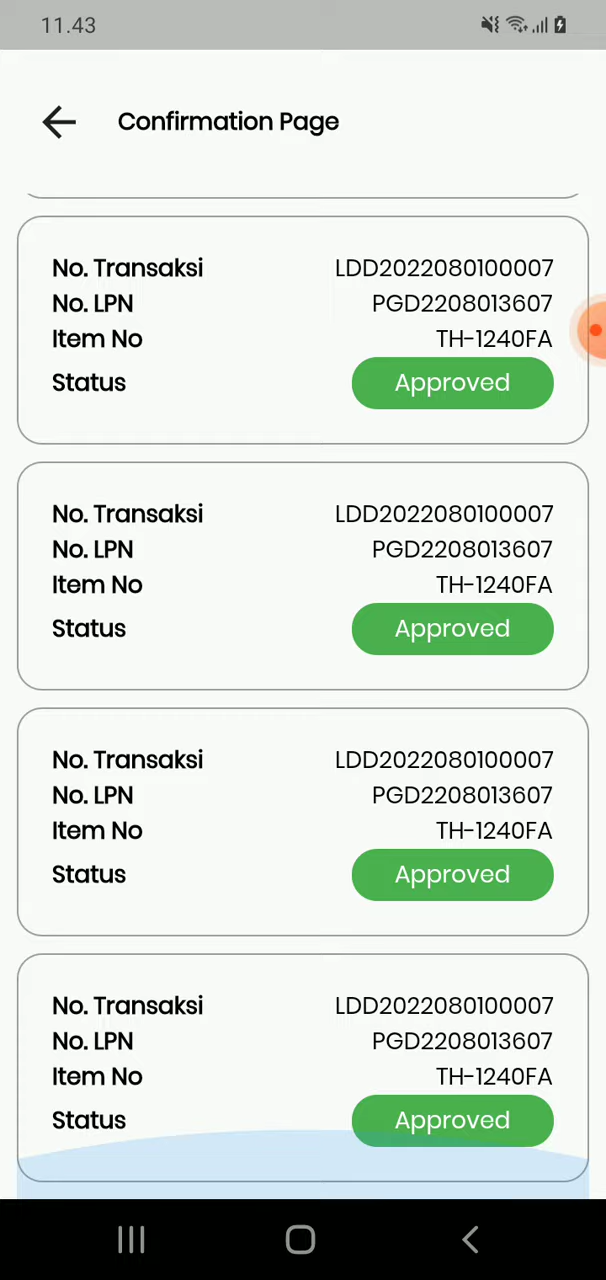 11.43
Confirmation Page
No. Transaksi LDD2022080100007
No. LPN PGD2208013607
Item No TH-1240FA
Status Approved
No. Transaksi LDD2022080100007
No. LPN PGD2208013607
Item No TH-1240FA
Status Approved
No. Transaksi LDD2022080100007
No. LPN PGD2208013607
Item No TH-1240FA
Status Approved
No. Transaksi LDD2022080100007
No. LPN PGD2208013607
Item No TH-1240FA
Status Approved